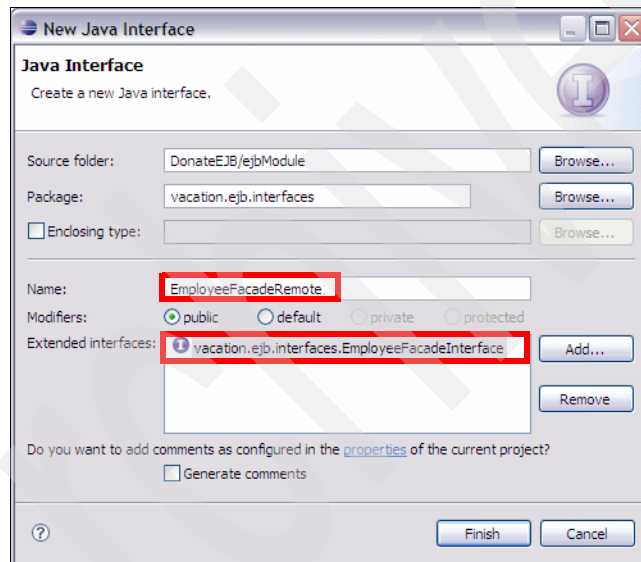 New Java Interface
Java Interface
Create a new Java interface.
Source folder: DonateEJB/ejbModule Browse...
Package: vacation.ejb.interfaces Browse...
Enclosing type: Browse...
Name: EmployeeFacadeRemote
Modifiers: public default private protected
Extended interfaces: vacation.ejb.interfaces.EmployeeFacadeInterface Add...
Remove
Do you want to add comments as configured in the properties of the current project?
Generate comments
Finish Cancel